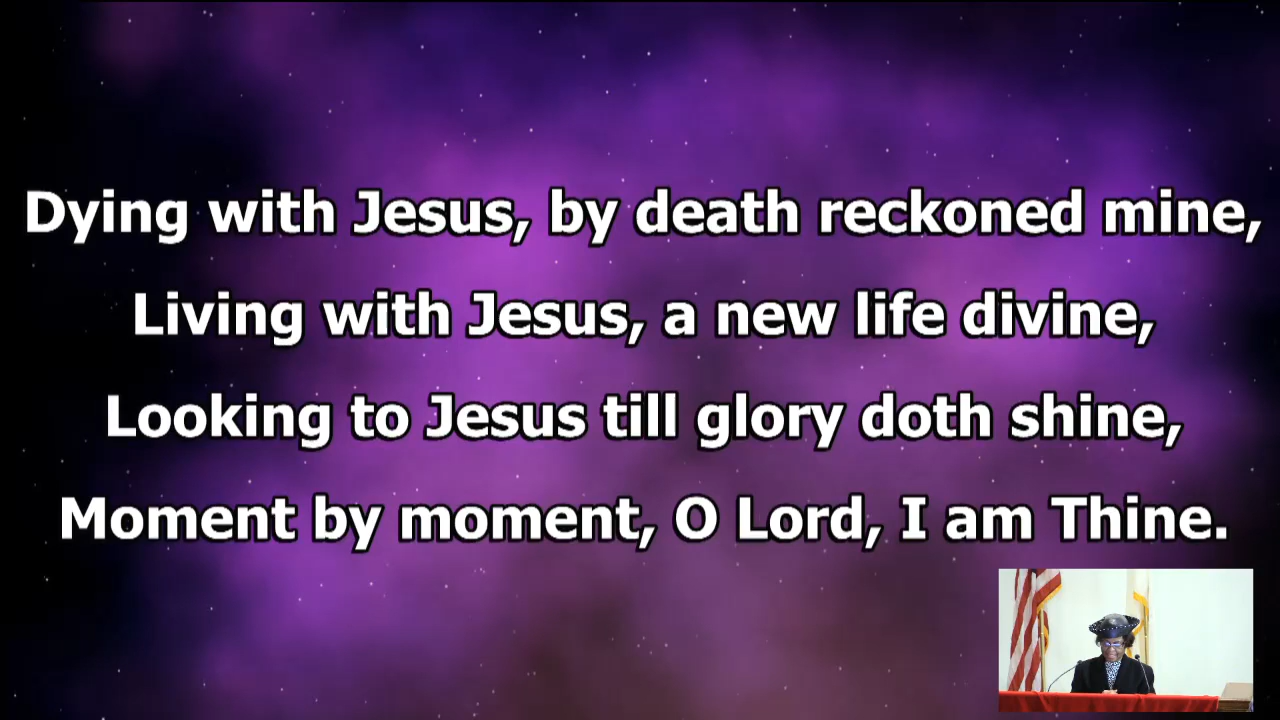 Dying with Jesus, by death reckoned mine,
Living with Jesus, a new life divine,
Looking to Jesus till glory doth shine,
Moment by moment, O Lord, I am Thine.